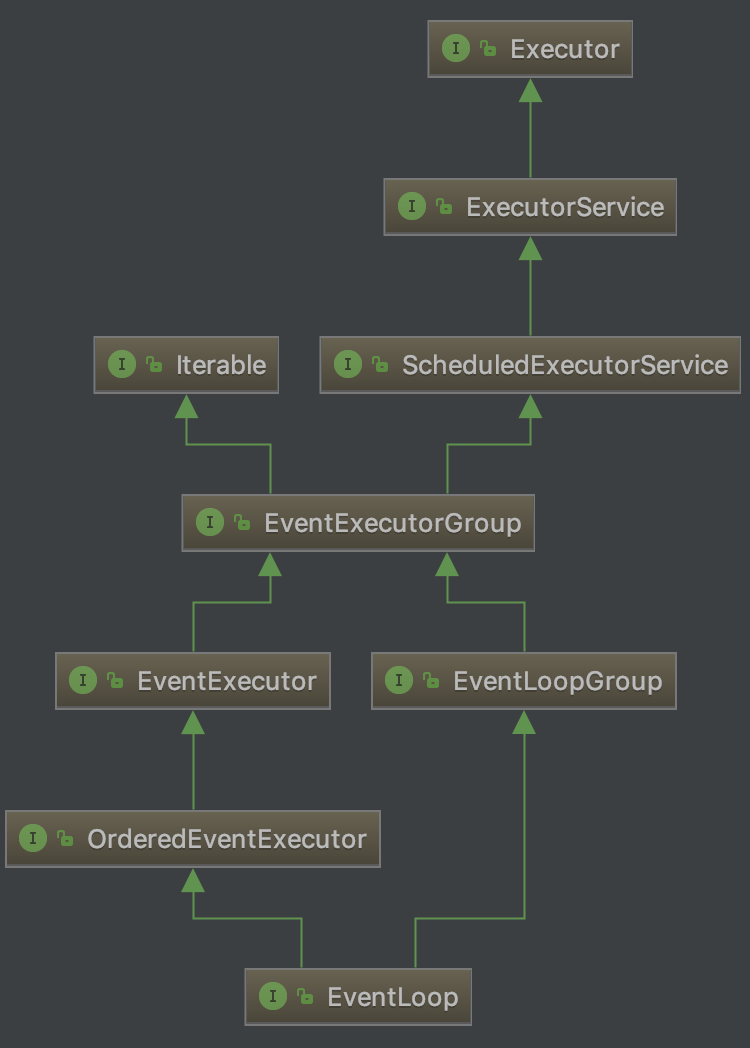 I Executor
I ExecutorService
I Iterable
I ScheduledExecutorService
I EventExecutorGroup
I EventExecutor
I EventLoopGroup
I OrderedEventExecutor
I EventLoop